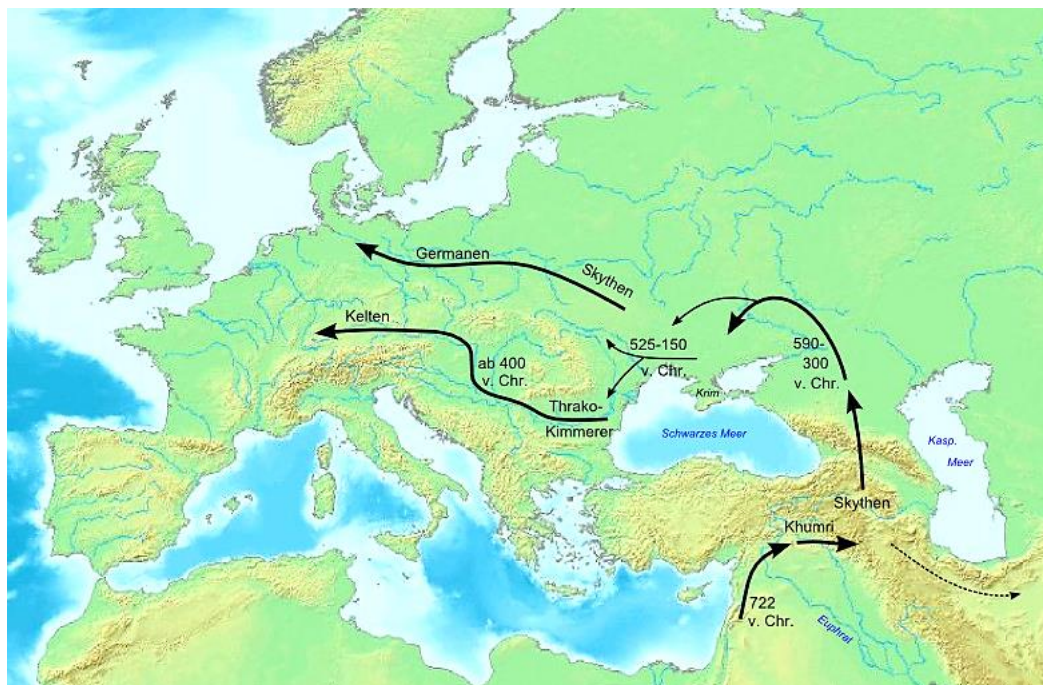 Germanen
Skythen
Kelten
ab 400
v. Chr.
Thrako-
Kimmerer
525-150
v. Chr.
590-
300
v. Chr.
Krim
Schwarzes Meer
Kasp.
Meer
Skythen
Khumri
722
v. Chr.
Euphrat